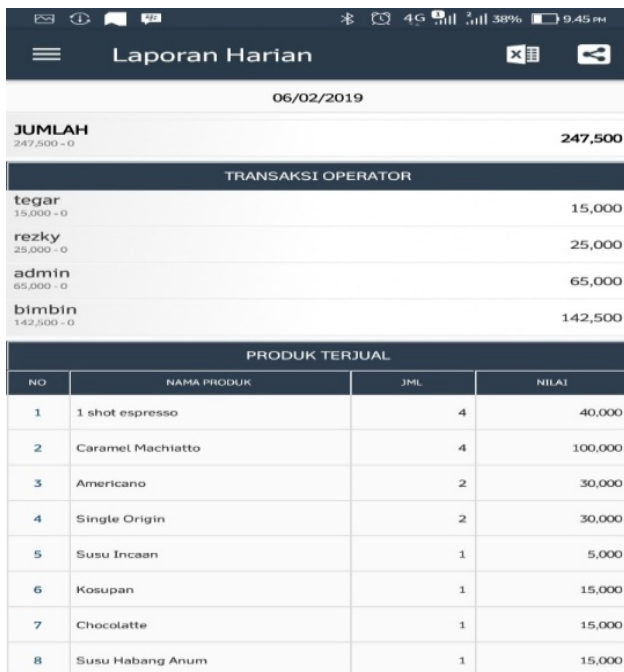 4G 38% 9.45 PM
Laporan Harian
06/02/2019
JUMLAH 247,500
247,500 - 0
TRANSAKSI OPERATOR
tegar 15,000
15,000 - 0
rezky 25,000
25,000 - 0
admin 65,000
65,000 - 0
bimbin 142,500
142,500 - 0
PRODUK TERJUAL
NO NAMA PRODUK JML NILAI
1 1 shot espresso 4 40,000
2 Caramel Machiatto 4 100,000
3 Americano 2 30,000
4 Single Origin 2 30,000
5 Susu Incaan 1 5,000
6 Kosupan 1 15,000
7 Chocolatte 1 15,000
8 Susu Habang Anum 1 15,000